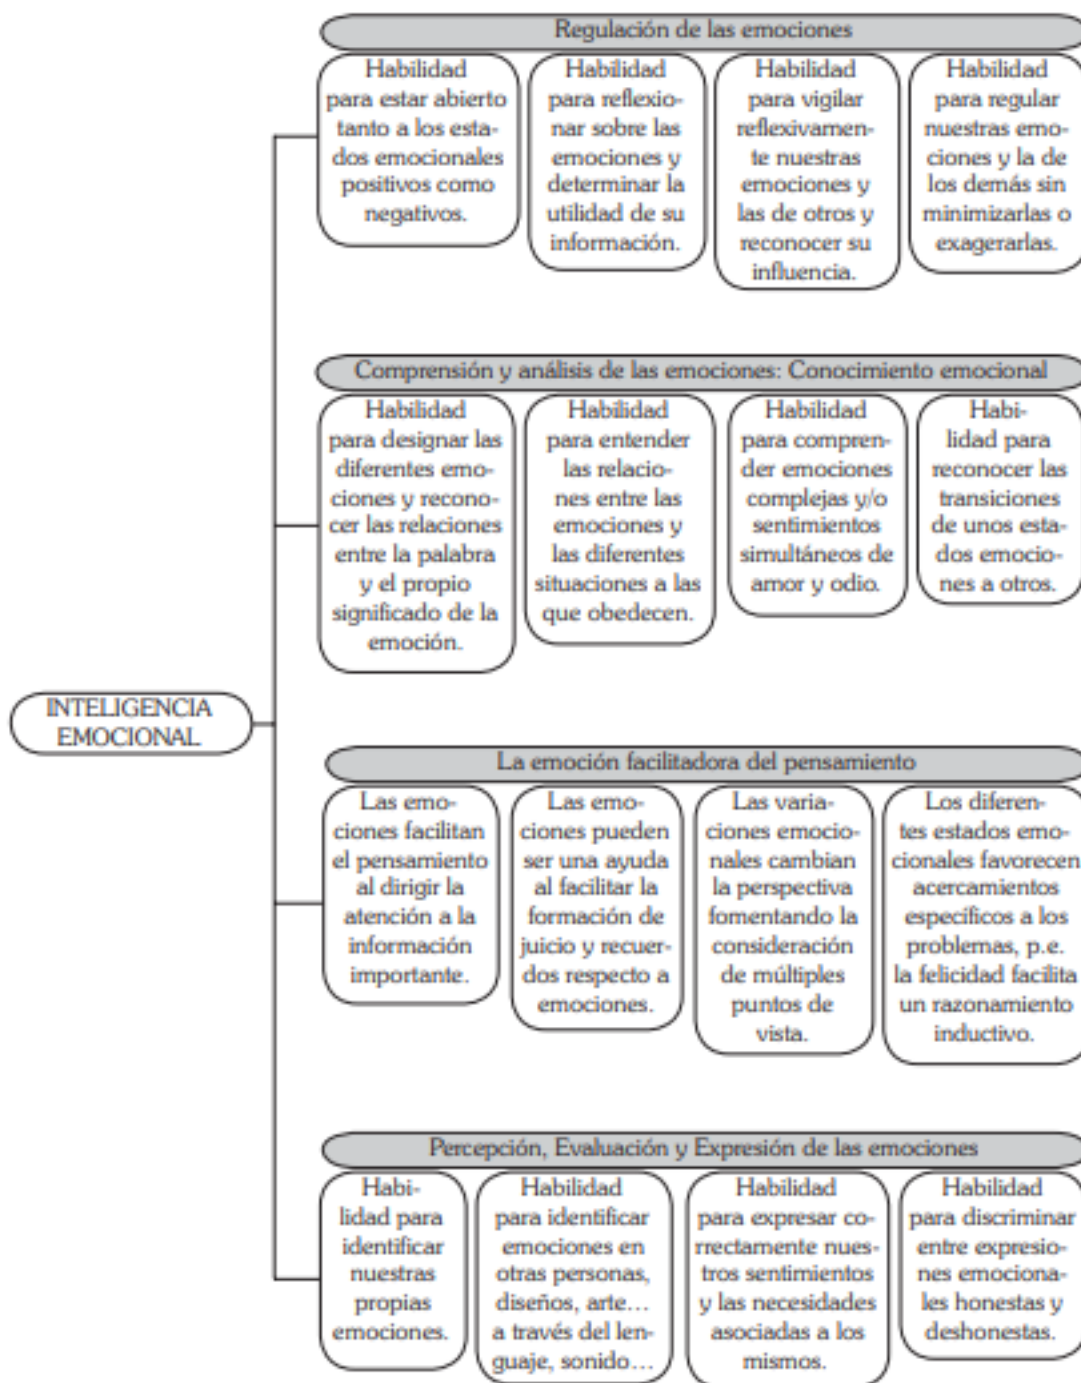 Regulación de las emociones
Habilidad
para estar abierto
tanto a los esta-
dos emocionales
positivos como
negativos.
Habilidad
para reflexio-
nar sobre las
emociones y
determinar la
utilidad de su
información.
Habilidad
para vigilar
reflexivamen-
te nuestras
emociones y
las de otros y
reconocer su
influencia.
Habilidad
para regular
nuestras emo-
ciones y la de
los demás sin
minimizarlas o
exagerarlas.
Comprensión y análisis de las emociones: Conocimiento emocional
Habilidad
para designar las
diferentes emo-
ciones y recono-
cer las relaciones
entre la palabra
y el propio
significado de la
emoción.
Habilidad
para entender
las relacio-
nes entre las
emociones y
las diferentes
situaciones a las
que obedecen.
Habilidad
para compren-
der emociones
complejas y/o
sentimientos
simultáneos de
amor y odio.
Habi-
lidad para
reconocer las
transiciones
de unos esta-
dos emocio-
nes a otros.
INTELIGENCIA
EMOCIONAL
La emoción facilitadora del pensamiento
Las emo-
ciones facilitan
el pensamiento
al dirigir la
atención a la
información
importante.
Las emo-
ciones pueden
ser una ayuda
al facilitar la
formación de
juicio y recuer-
dos respecto a
emociones.
Las varia-
ciones emocio-
nales cambian
la perspectiva
fomentando la
consideración
de múltiples
puntos de
vista.
Los diferen-
tes estados emo-
cionales favorecen
acercamientos
específicos a los
problemas, p.e.
la felicidad facilita
un razonamiento
inductivo.
Percepción, Evaluación y Expresión de las emociones
Habi-
lidad para
identificar
nuestras
propias
emociones.
Habilidad
para identificar
emociones en
otras personas,
diseños, arte...
a través del len-
guaje, sonido...
Habilidad
para expresar co-
rrectamente nues-
tros sentimientos
y las necesidades
asociadas a los
mismos.
Habilidad
para discriminar
entre expresio-
nes emociona-
les honestas y
deshonestas.